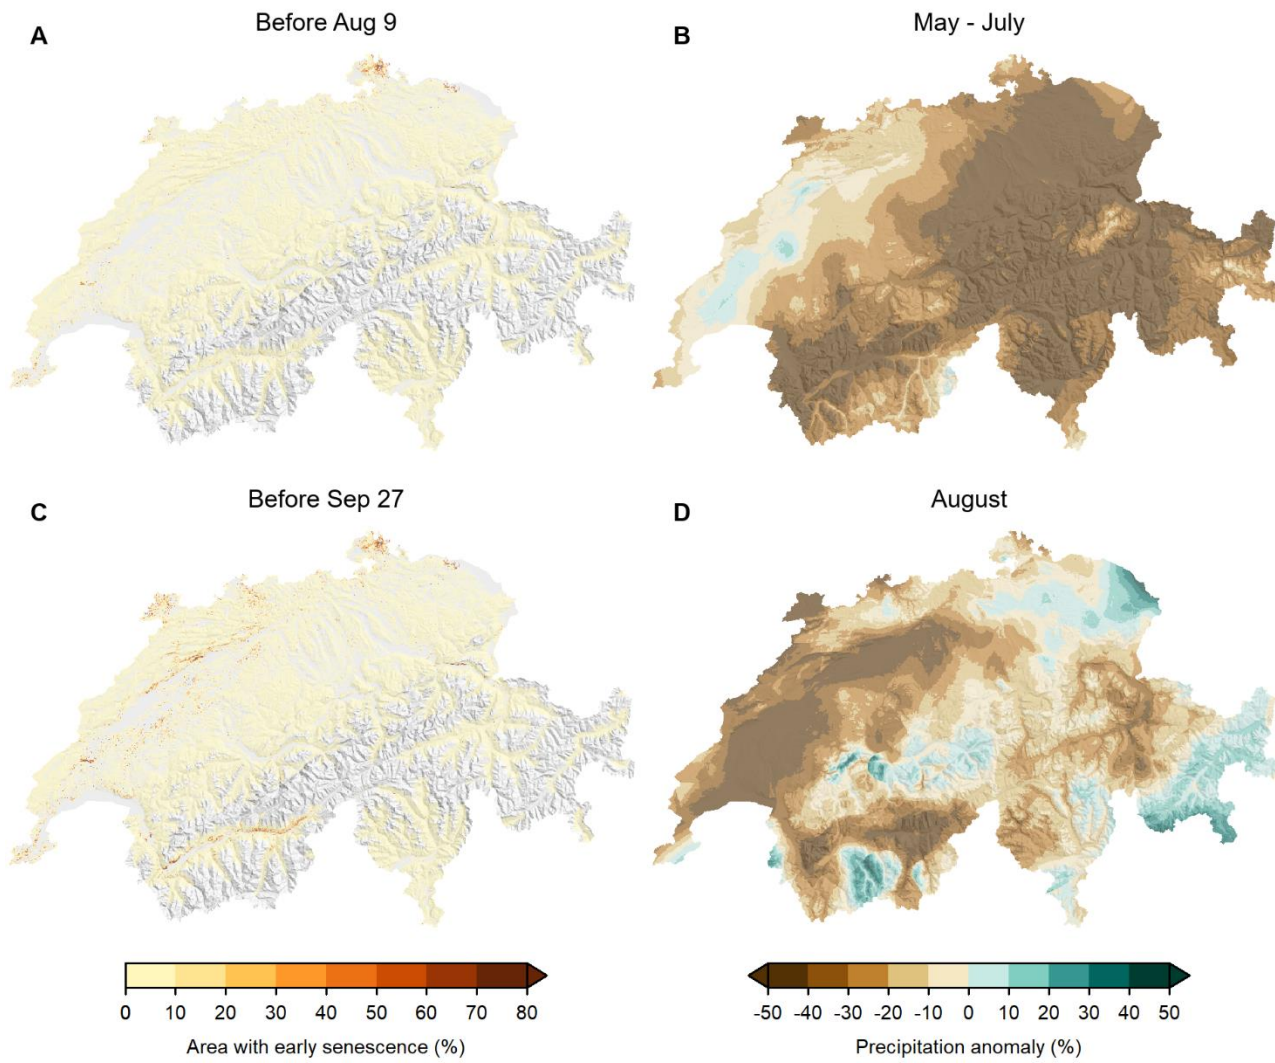 Before Aug 9
May - July
A
B
Before Sep 27
August
C
D
0 10 20 30 40 50 60 70 80
-50 -40 -30 -20 -10 0 10 20 30 40 50
Area with early senescence (%)
Precipitation anomaly (%)